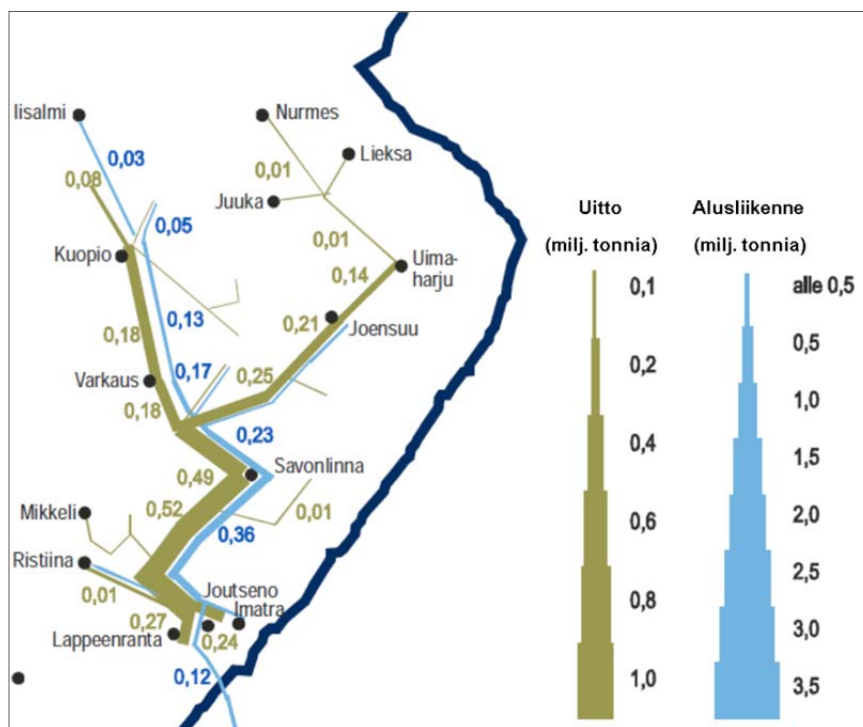 Iisalmi
Nurmes
0,03
0,01
Lieksa
0,08
Juuka
0,05
0,01
Kuopio
Uima-
harju
0,14
0,13
0,21
0,18
Joensuu
0,17
0,25
Varkaus
0,18
0,23
0,49
Savonlinna
0,52
0,01
Mikkeli
0,36
Ristiina
Joutseno
0,01
Imatra
0,27
Lappeenranta
0,24
0,12
Uitto
(milj. tonnia)
0,1
0,2
0,4
0,6
0,8
1,0
Alusliikenne
(milj. tonnia)
alle 0,5
0,5
1,0
1,5
2,0
2,5
3,0
3,5